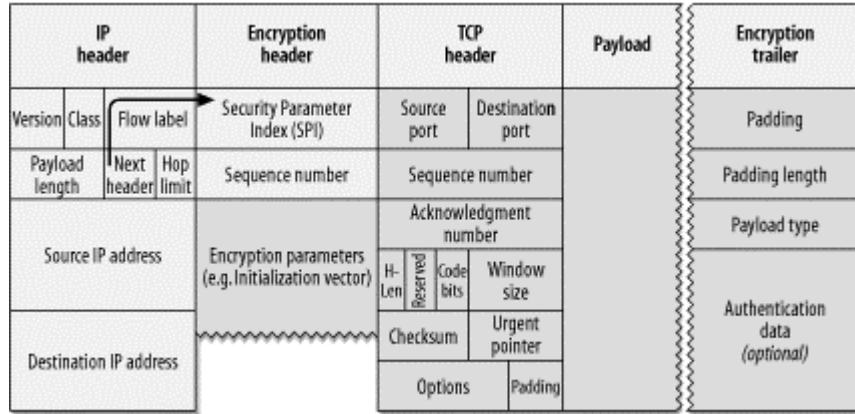 IP
header
Encryption
header
TCP
header
Payload
Encryption
trailer
Version
Class
Flow label
Security Parameter
Index (SPI)
Source
port
Destination
port
Padding
Payload
length
Next
header
Hop
limit
Sequence number
Sequence number
Padding length
Source IP address
Encryption parameters
(e.g. Initialization vector)
Acknowledgment
number
Payload type
H-
Len
Reserved
Code
bits
Window
size
Authentication
data
(optional)
Destination IP address
Checksum
Urgent
pointer
Options
Padding